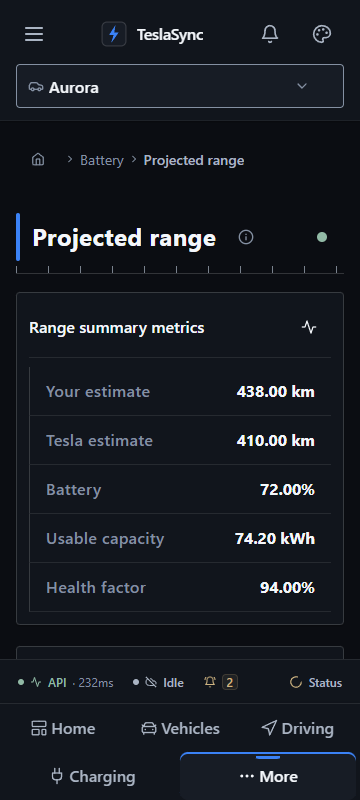 TeslaSync
Aurora
Battery Projected range
Projected range
Range summary metrics
Your estimate 438.00 km
Tesla estimate 410.00 km
Battery 72.00%
Usable capacity 74.20 kWh
Health factor 94.00%
API · 232ms Idle 2 Status
Home Vehicles Driving
Charging More